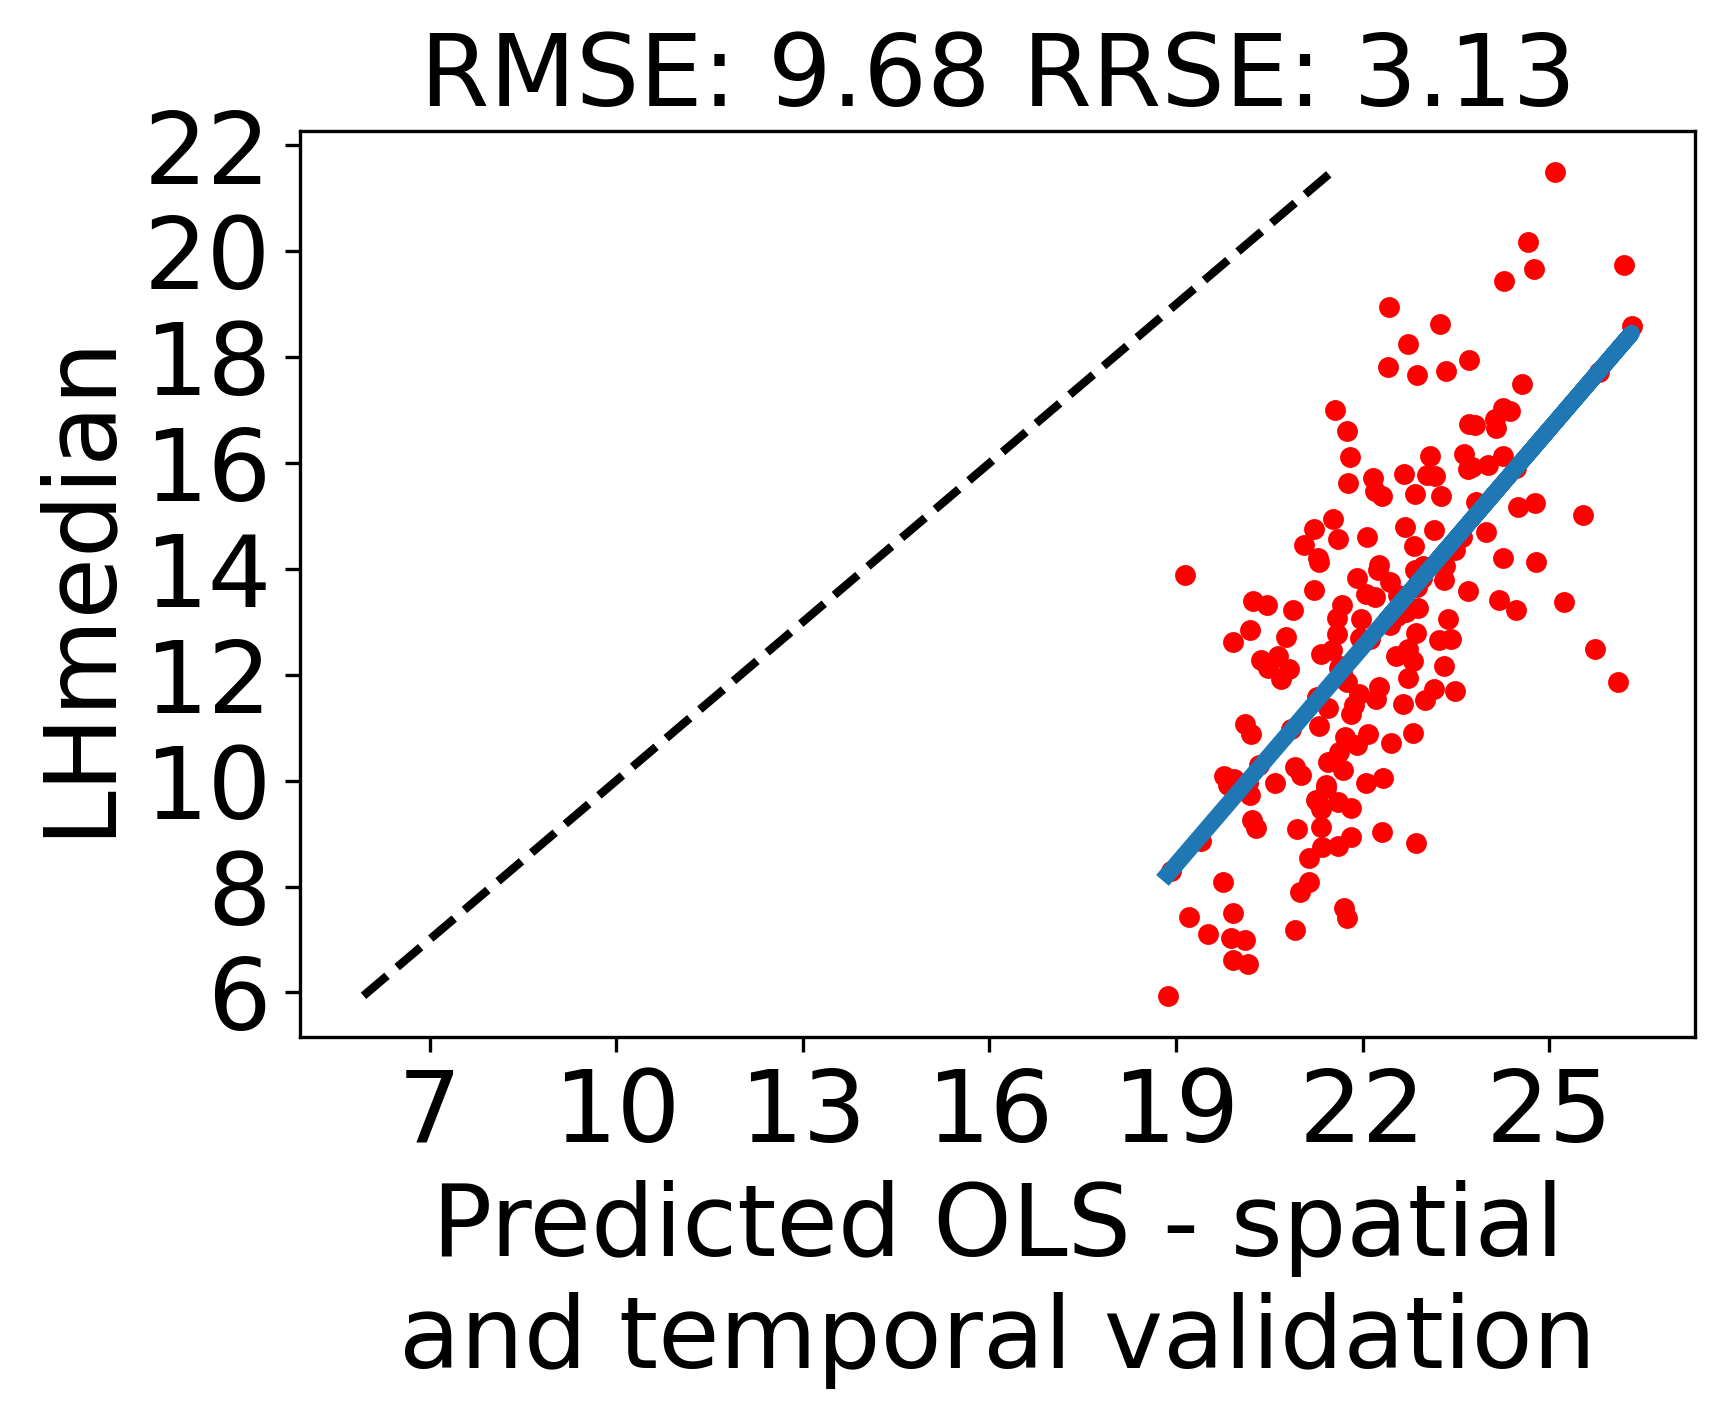 RMSE: 9.68 RRSE: 3.13
22
20
18
16
14
12
10
8
6
LHmedian
7 10 13 16 19 22 25
Predicted OLS - spatial
and temporal validation